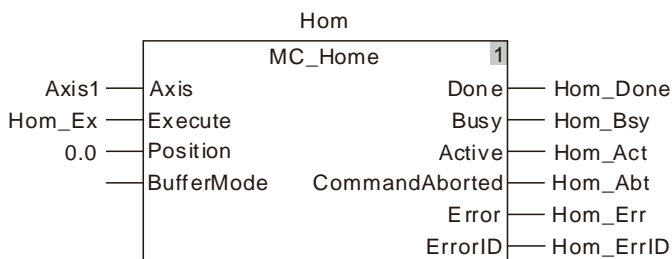 Hom
MC_Home 1
Axis1 Axis Done Hom_Done
Hom_Ex Execute Busy Hom_Bsy
0.0 Position Active Hom_Act
BufferMode CommandAborted Hom_Abt
Error Hom_Err
ErrorID Hom_ErrID